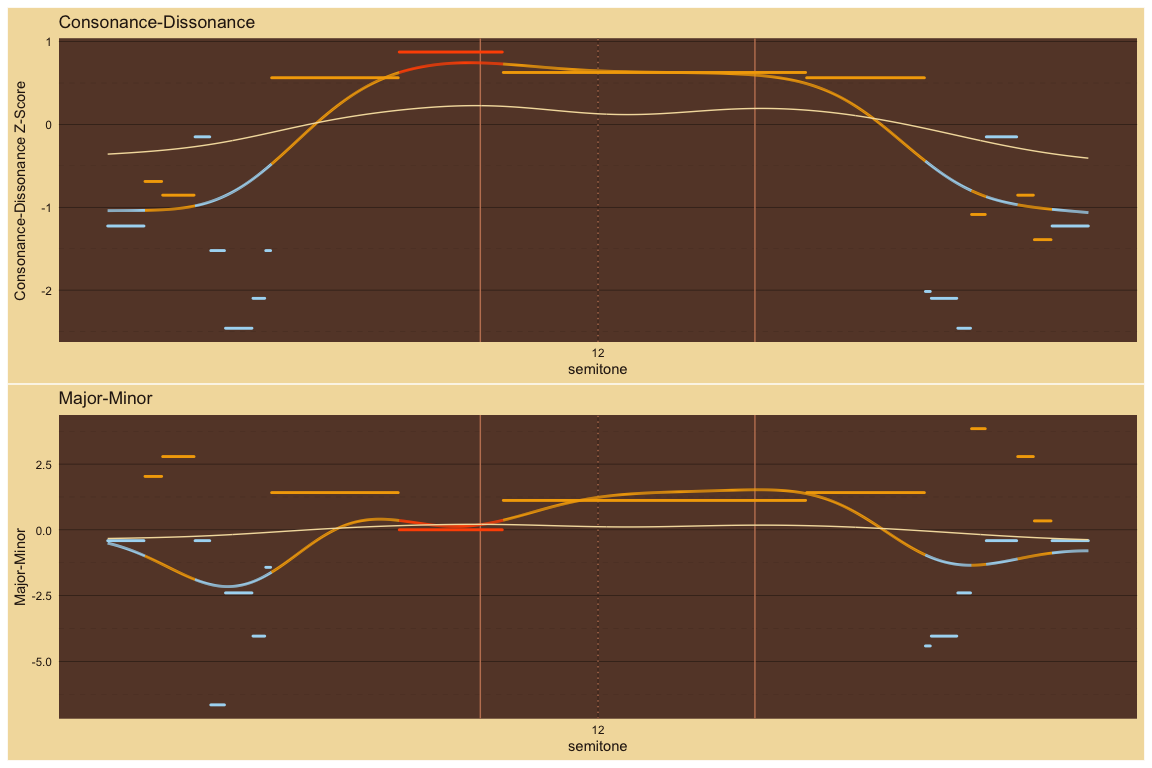 Consonance-Dissonance
1
0
-1
-2
Consonance-Dissonance Z-Score
12
semitone
Major-Minor
2.5
0.0
-2.5
-5.0
Major-Minor
12
semitone